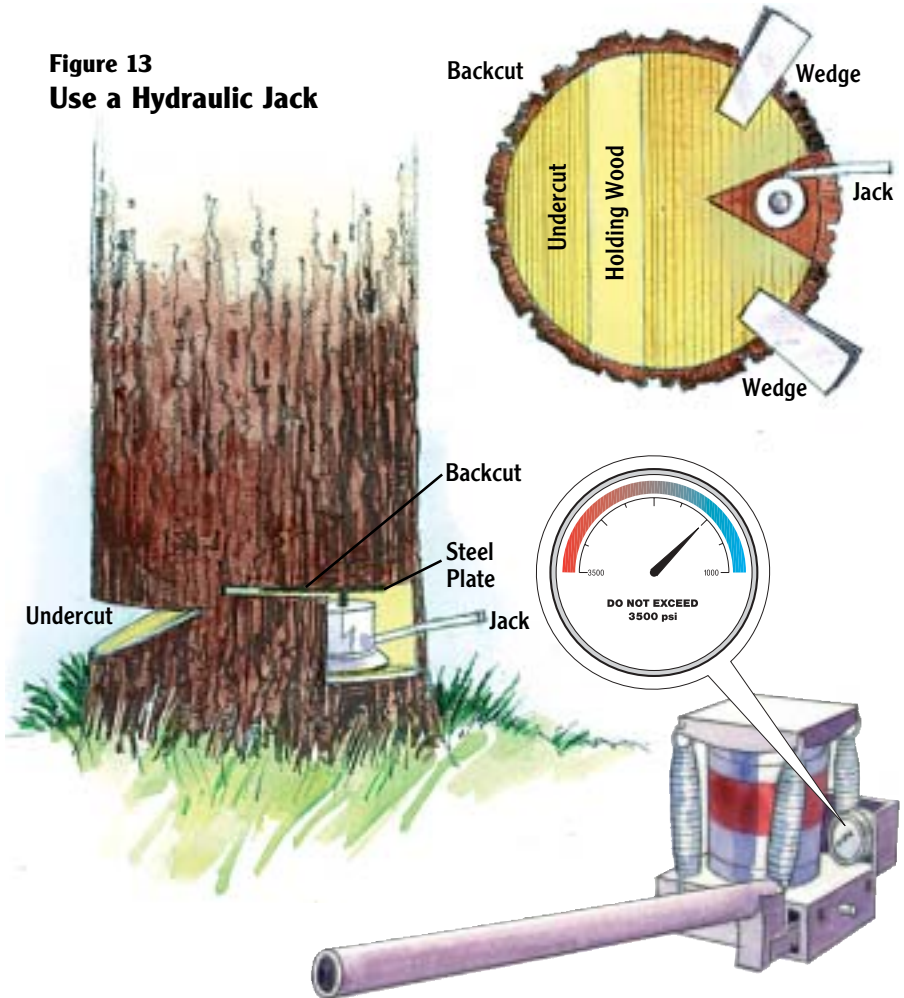 Figure 13
Use a Hydraulic Jack
Backcut
Wedge
Jack
Undercut
Holding Wood
Wedge
Backcut
Steel
Plate
Undercut
Jack
3500
1000
DO NOT EXCEED
3500 psi